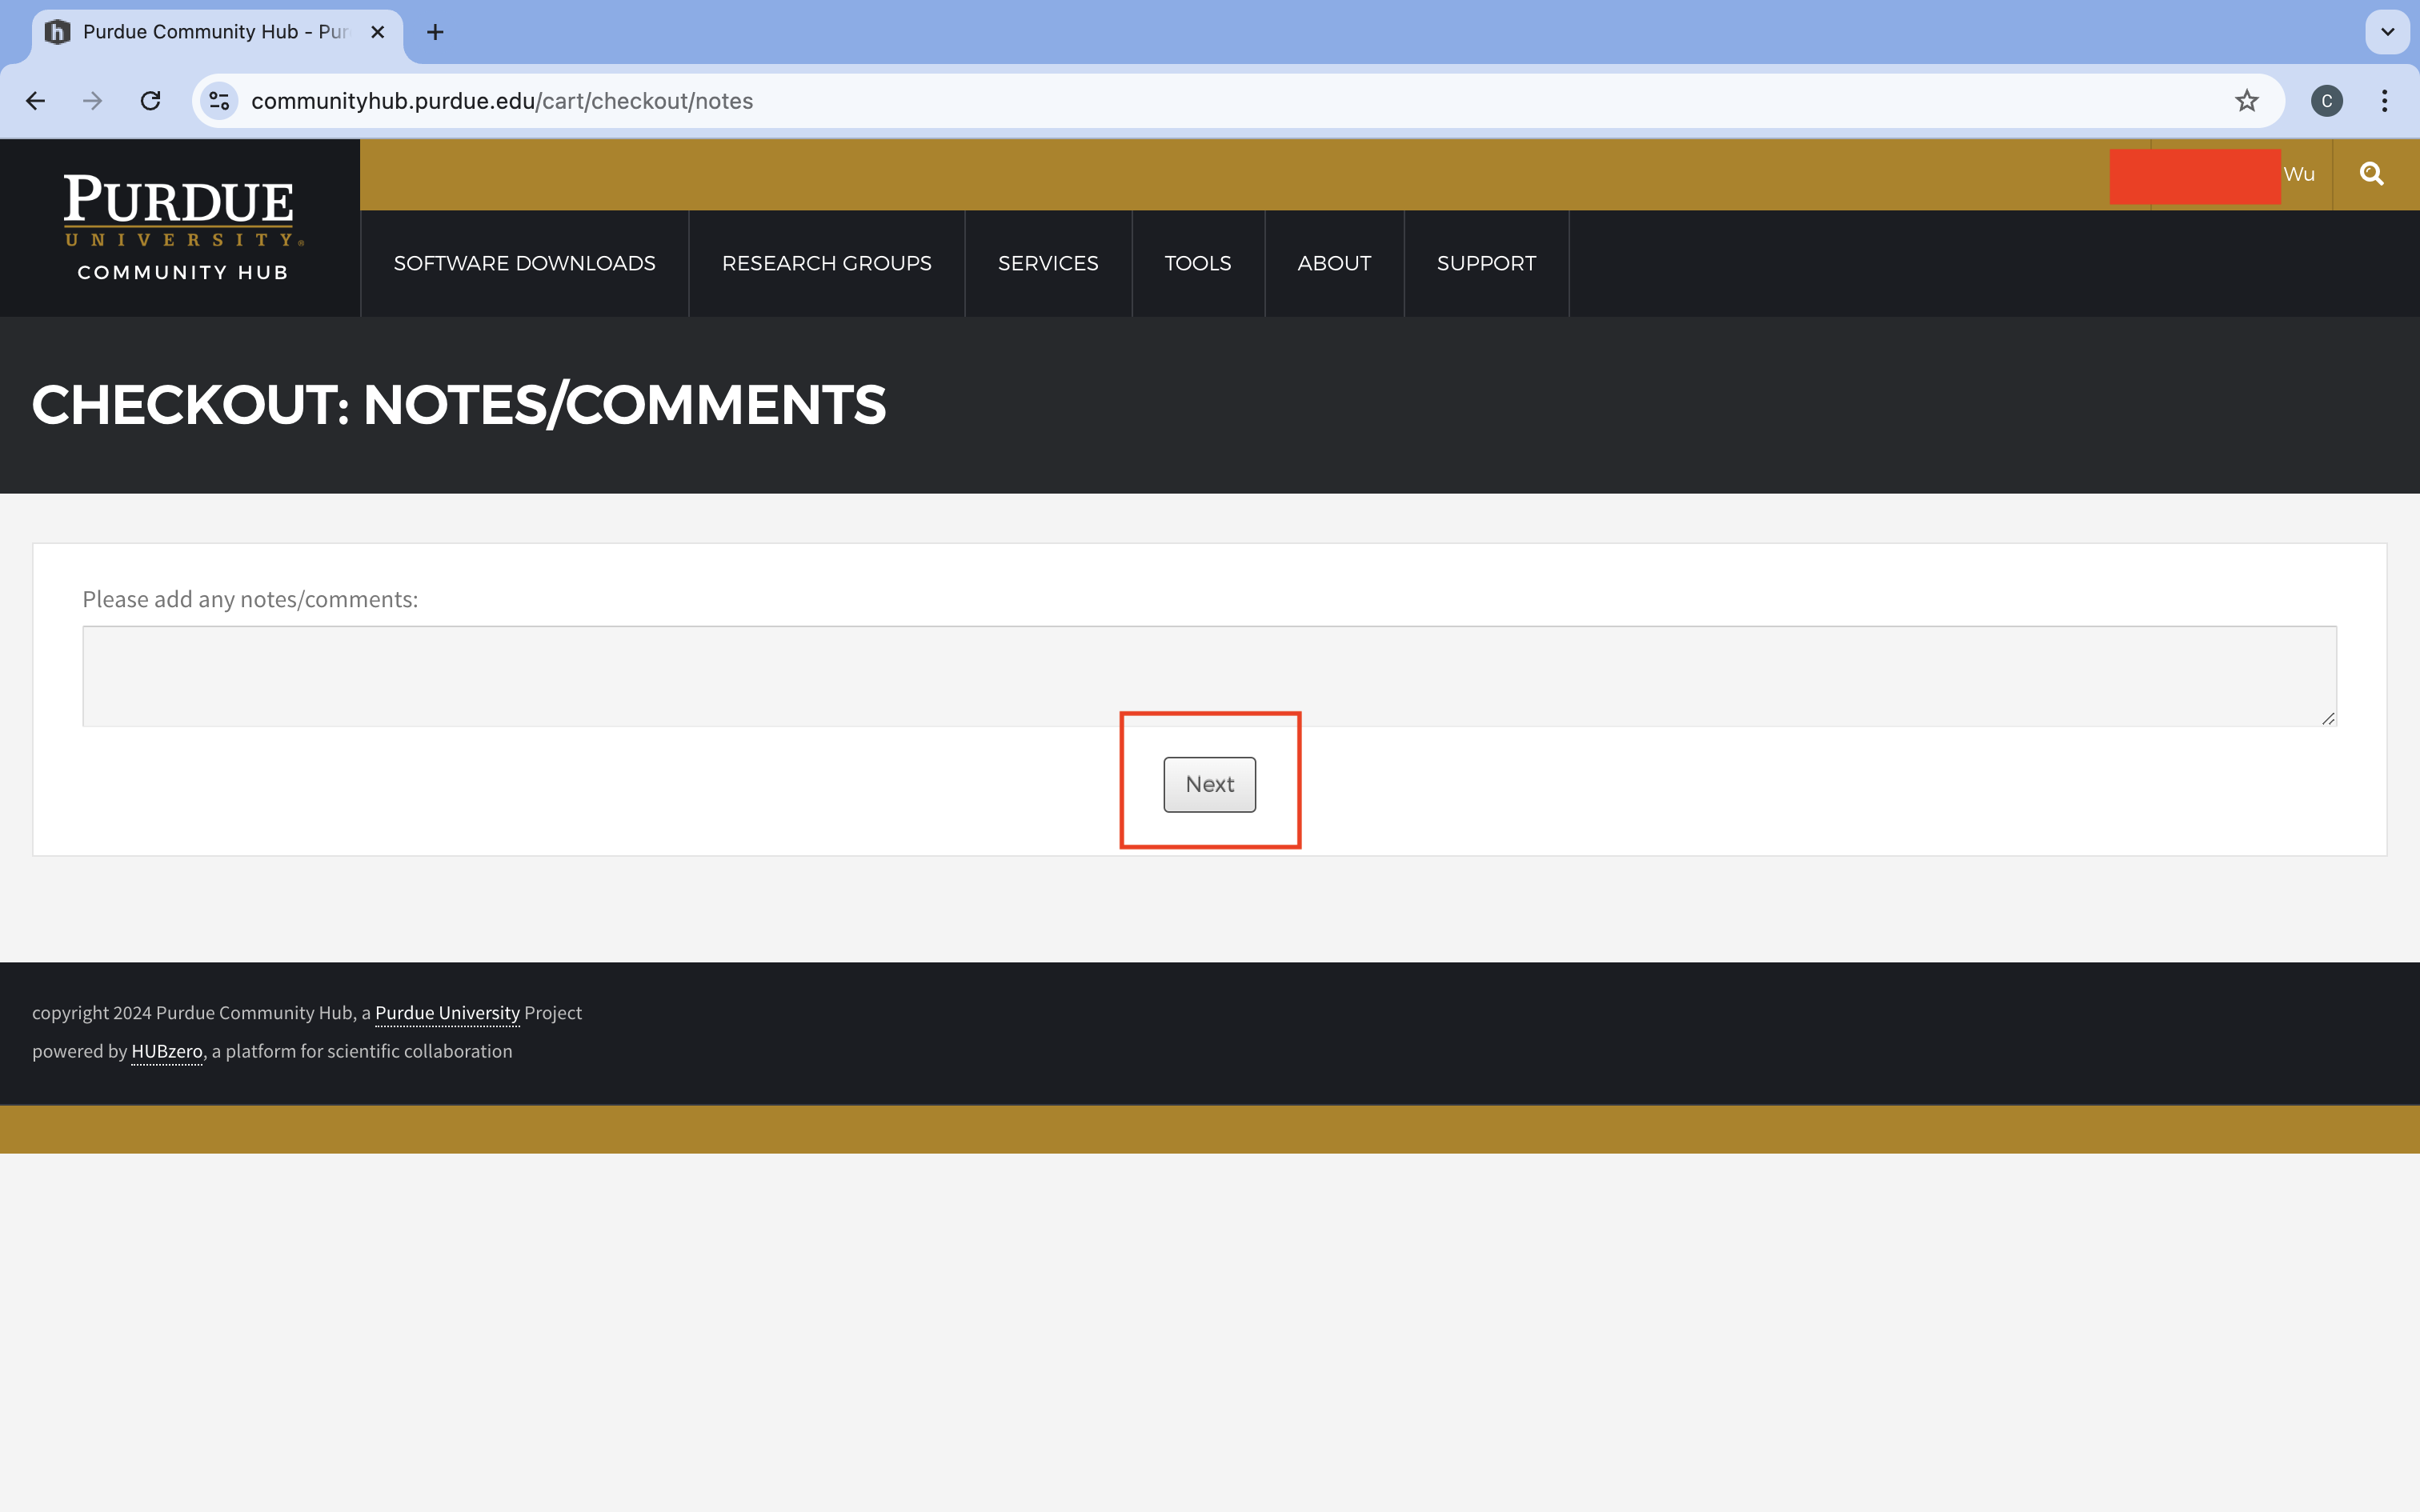 Purdue Community Hub - Pur
communityhub.purdue.edu/cart/checkout/notes
C
PURDUE
UNIVERSITY®
COMMUNITY HUB
Wu
SOFTWARE DOWNLOADS
RESEARCH GROUPS
SERVICES
TOOLS
ABOUT
SUPPORT
CHECKOUT: NOTES/COMMENTS
Please add any notes/comments:
Next
copyright 2024 Purdue Community Hub, a Purdue University Project
powered by HUBzero, a platform for scientific collaboration